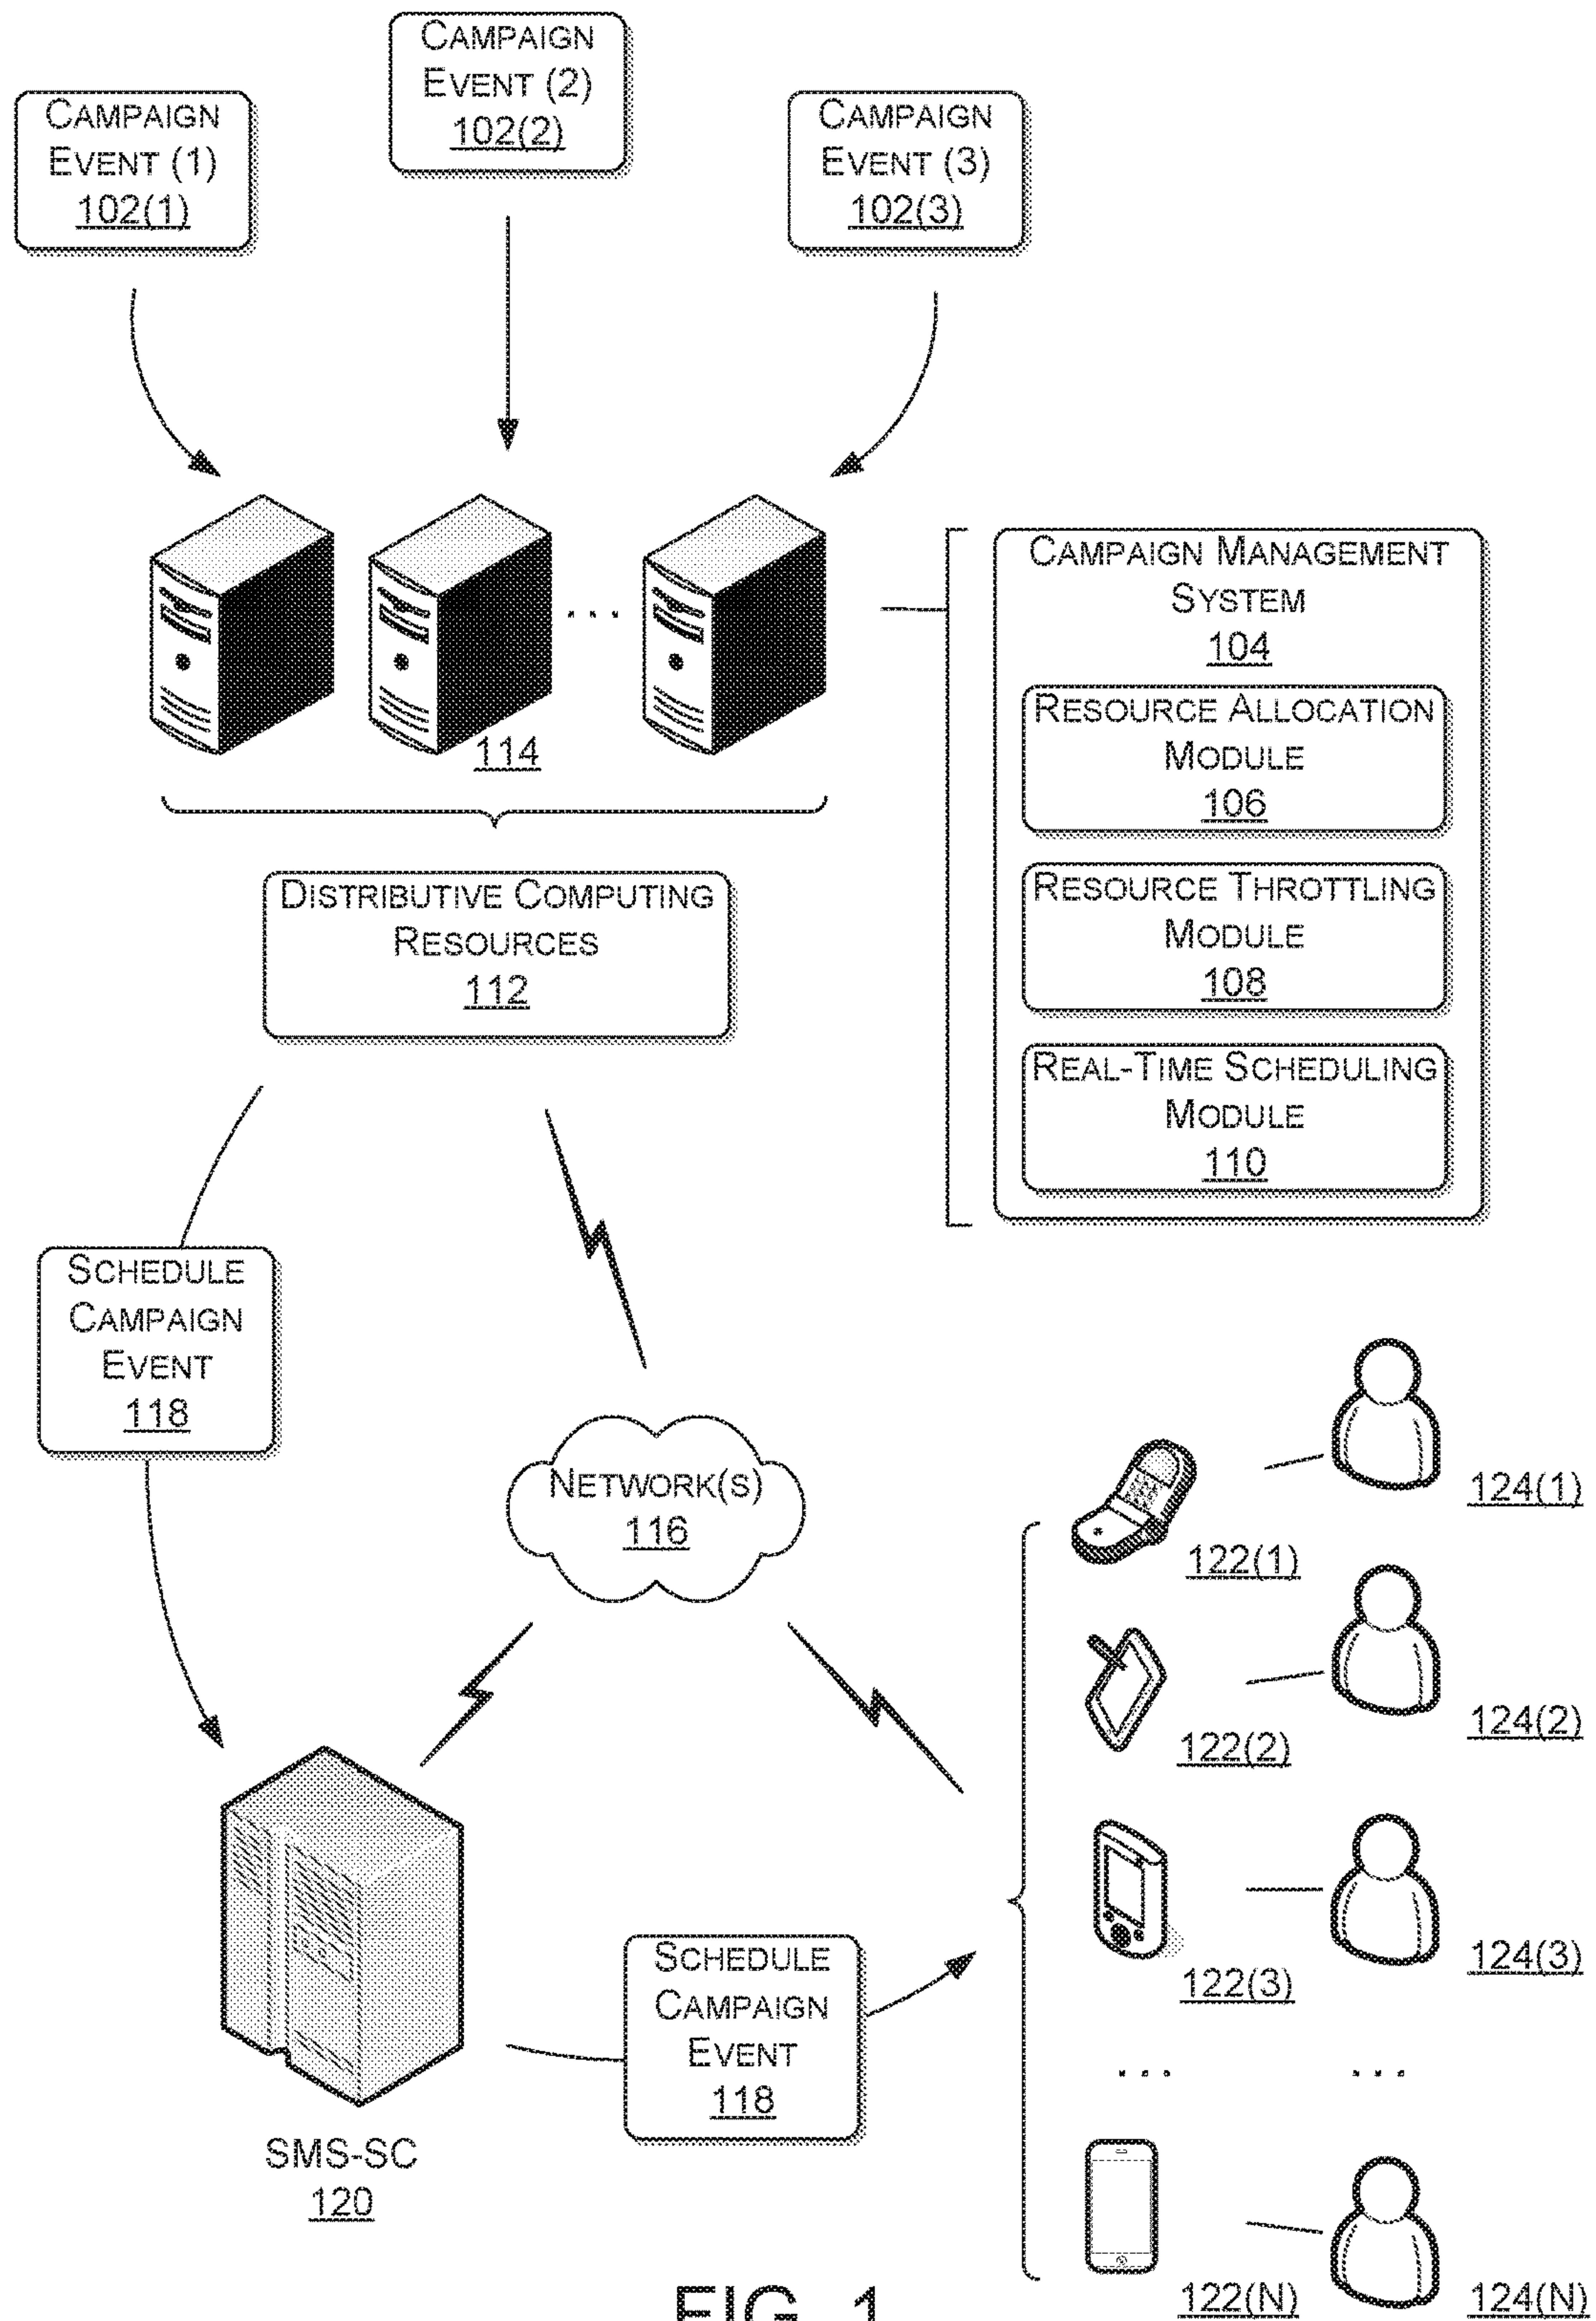 CAMPAIGN
EVENT (1)
102(1)
CAMPAIGN
EVENT (2)
102(2)
CAMPAIGN
EVENT (3)
102(3)
114
CAMPAIGN MANAGEMENT
SYSTEM
104
RESOURCE ALLOCATION
MODULE
106
RESOURCE THROTTLING
MODULE
108
REAL-TIME SCHEDULING
MODULE
110
DISTRIBUTIVE COMPUTING
RESOURCES
112
SCHEDULE
CAMPAIGN
EVENT
118
NETWORK(S)
116
122(1)
124(1)
122(2)
124(2)
122(3)
124(3)
... ...
122(N)
124(N)
SMS-SC
120
SCHEDULE
CAMPAIGN
EVENT
118
FIG. 1